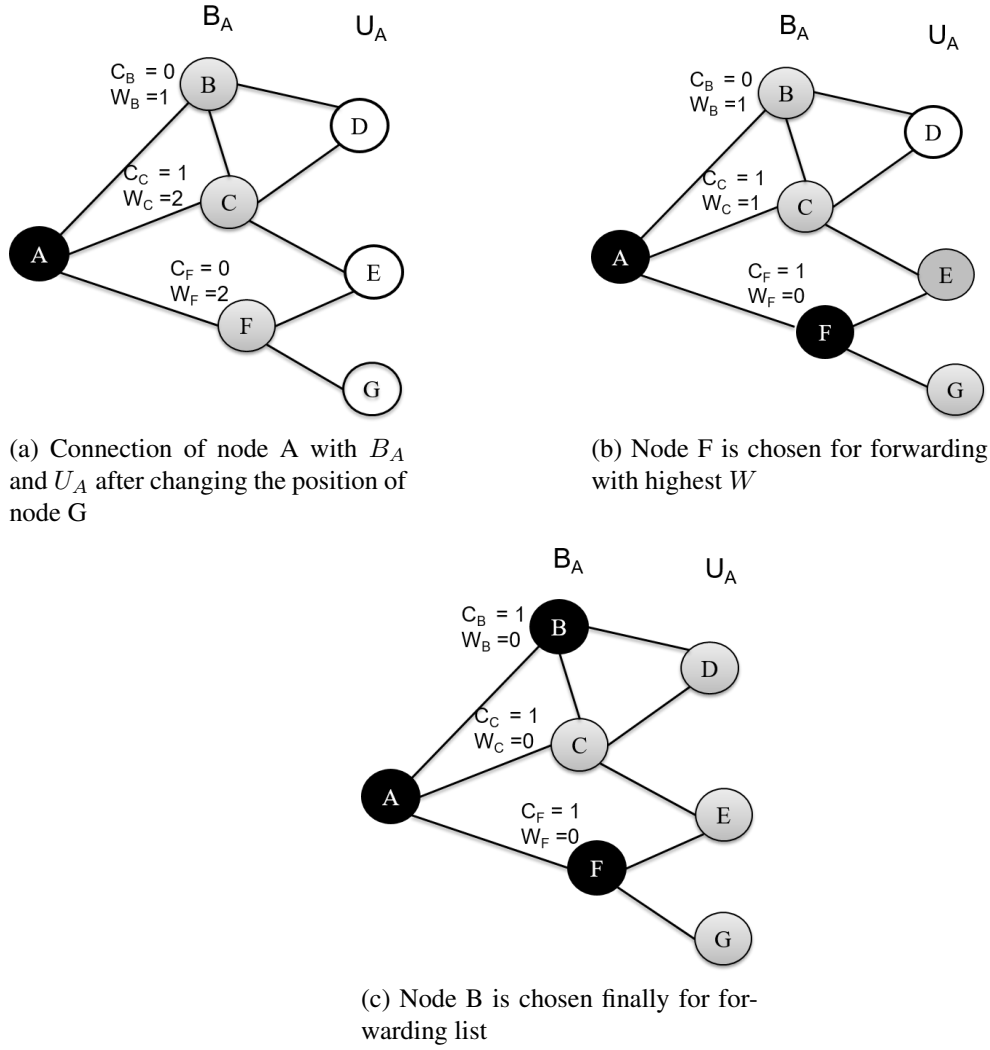 B_A
U_A
C_B = 0
W_B =1
B
D
C_C = 1
W_C =2
C
A
E
C_F = 0
W_F =2
F
G
(a) Connection of node A with B_A
and U_A after changing the position of
node G
B_A
U_A
C_B = 0
W_B =1
B
D
C_C = 1
W_C =1
C
A
E
C_F = 1
W_F =0
F
G
(b) Node F is chosen for forwarding
with highest W
B_A
U_A
C_B = 1
W_B =0
B
D
C_C = 1
W_C =0
C
A
E
C_F = 1
W_F =0
F
G
(c) Node B is chosen finally for for-
warding list